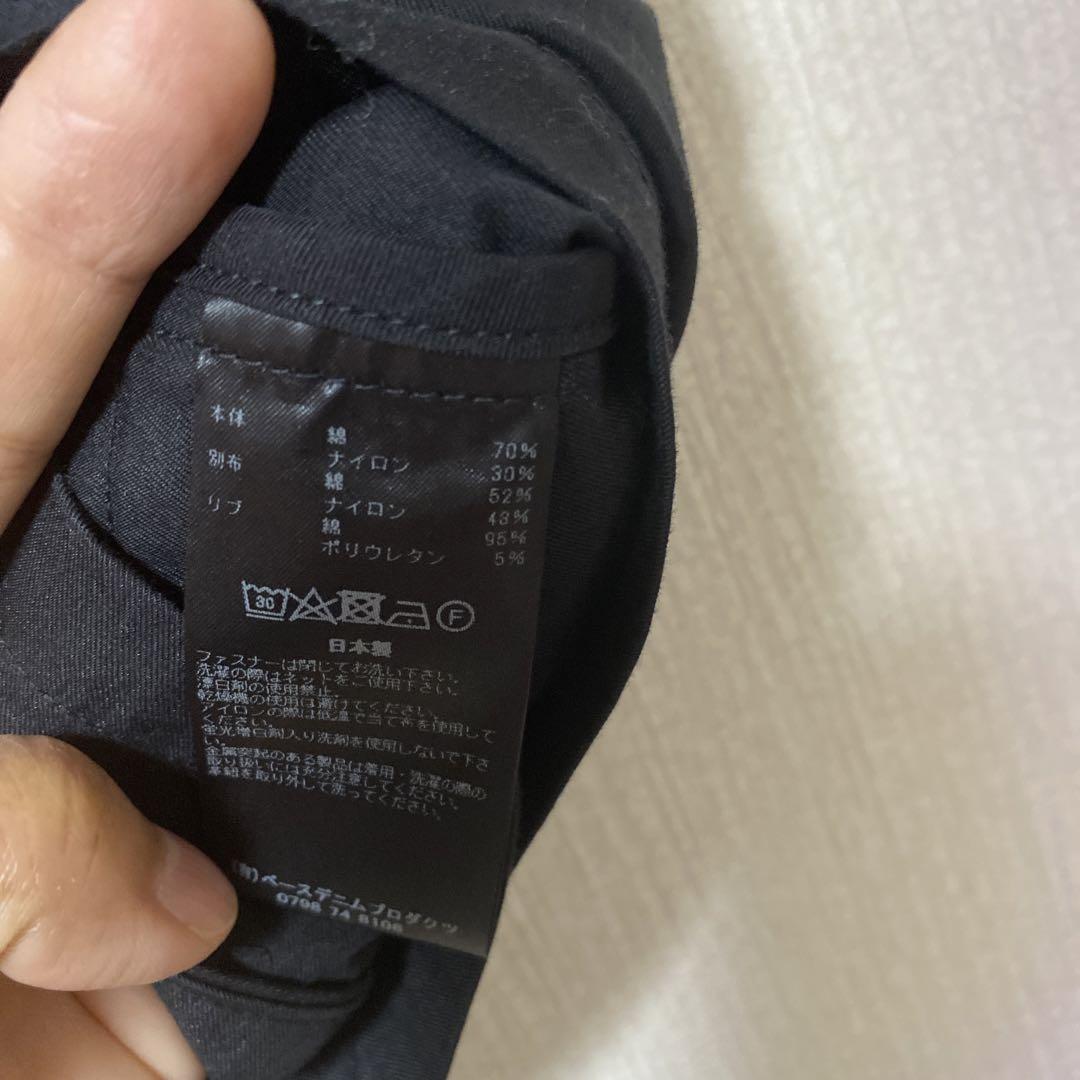 本体 綿 70%
別布 ナイロン 30%
綿 52%
リブ ナイロン 48%
綿 95%
ポリウレタン 5%
30 F
日本製
ファスナーは閉じてお洗い下さい。
洗濯の際はネットをご使用下さい。
漂白剤の使用禁止。
乾燥機の使用は避けてください。
アイロンの際は低温で当て布を使用して
ください。
蛍光増白剤入り洗剤を使用しないで下さ
い。
金属突起のある製品は着用・洗濯の際の
取り扱いには充分注意してください。
革紐を取り外して洗ってください。
(有)ベースデニムプロダクツ
0798 74 8106